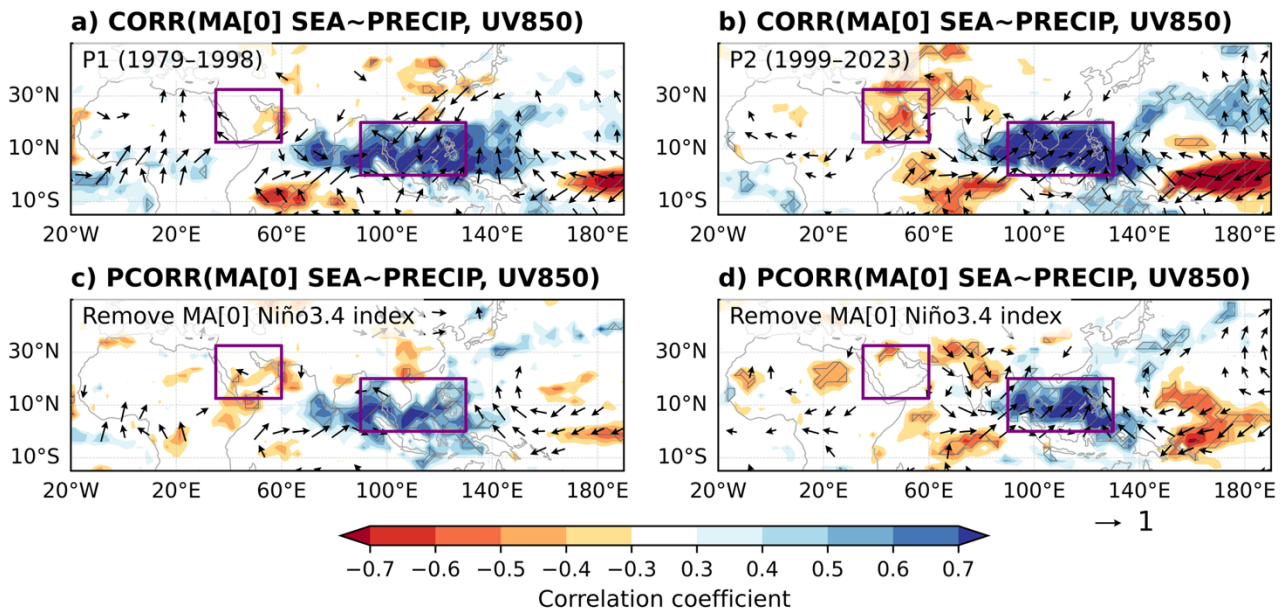 a) CORR(MA[0] SEA~PRECIP, UV850)
P1 (1979–1998)
30°N
10°N
10°S
20°W 20°E 60°E 100°E 140°E 180°E
b) CORR(MA[0] SEA~PRECIP, UV850)
P2 (1999–2023)
30°N
10°N
10°S
20°W 20°E 60°E 100°E 140°E 180°E
c) PCORR(MA[0] SEA~PRECIP, UV850)
Remove MA[0] Niño3.4 index
30°N
10°N
10°S
20°W 20°E 60°E 100°E 140°E 180°E
d) PCORR(MA[0] SEA~PRECIP, UV850)
Remove MA[0] Niño3.4 index
30°N
10°N
10°S
20°W 20°E 60°E 100°E 140°E 180°E
1
−0.7 −0.6 −0.5 −0.4 −0.3 0.3 0.4 0.5 0.6 0.7
Correlation coefficient